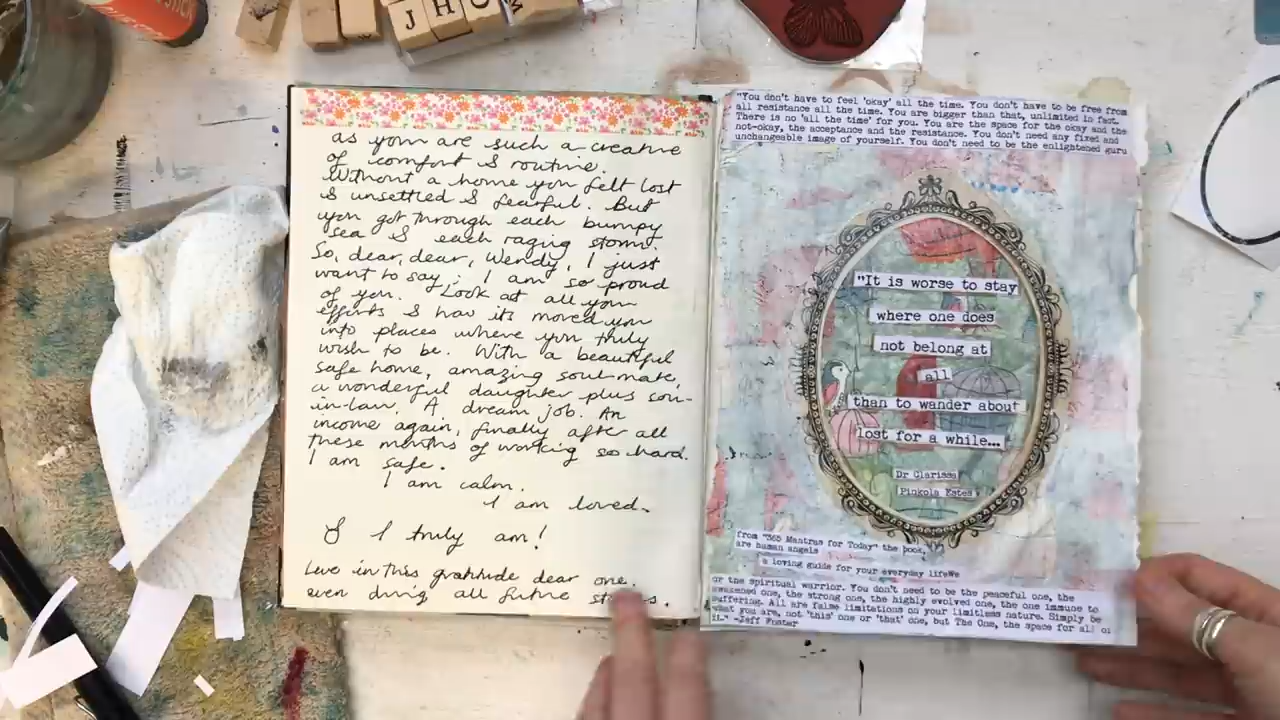 STICK
J H O
as you are such a creative
of comfort & routine.
Without a home you felt lost
& unsettled & fearful. But
you got through each bumpy
sea & each raging storm.
So, dear, dear, Wendy, I just
want to say: I am so proud
of you. Look at all your
efforts & how its moved you
into places where you truly
wish to be. With a beautiful
safe home, amazing soul mate,
a wonderful daughter plus son-
in-law. A dream job. An
income again, finally after all
these months of working so hard.
I am safe.
I am calm.
I am loved.
& I truly am!
Live in this gratitude dear one.
even during all future
"You don't have to feel 'okay' all the time. You don't have to be free from
all resistance all the time. You are bigger than that, unlimited in fact.
There is no 'all the time' for you. You are the space for the okay and the
not-okay, the acceptance and the resistance. You don't need any fixed and
unchangeable image of yourself. You don't need to be the enlightened guru
"It is worse to stay
where one does
not belong at
all
than to wander about
lost for a while...
Dr Clarissa
Pinkola Estes
from "365 Mantras for Today" the book,
are human angels
a loving guide for your everyday lifeWe
or the spiritual warrior. You don't need to be the peaceful one, the
awakened one, the strong one, the highly evolved one, the one immune to
suffering. All are false limitations on your limitless nature. Simply be
what you are, not 'this' one or 'that' one, but The One, the space for all of
it." -Jeff Foster